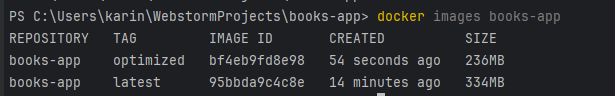 PS C:\Users\karin\WebstormProjects\books-app> docker images books-app
REPOSITORY   TAG         IMAGE ID       CREATED          SIZE
books-app    optimized   bf4eb9fd8e98   54 seconds ago   236MB
books-app    latest      95bbda9c4c8e   14 minutes ago   334MB